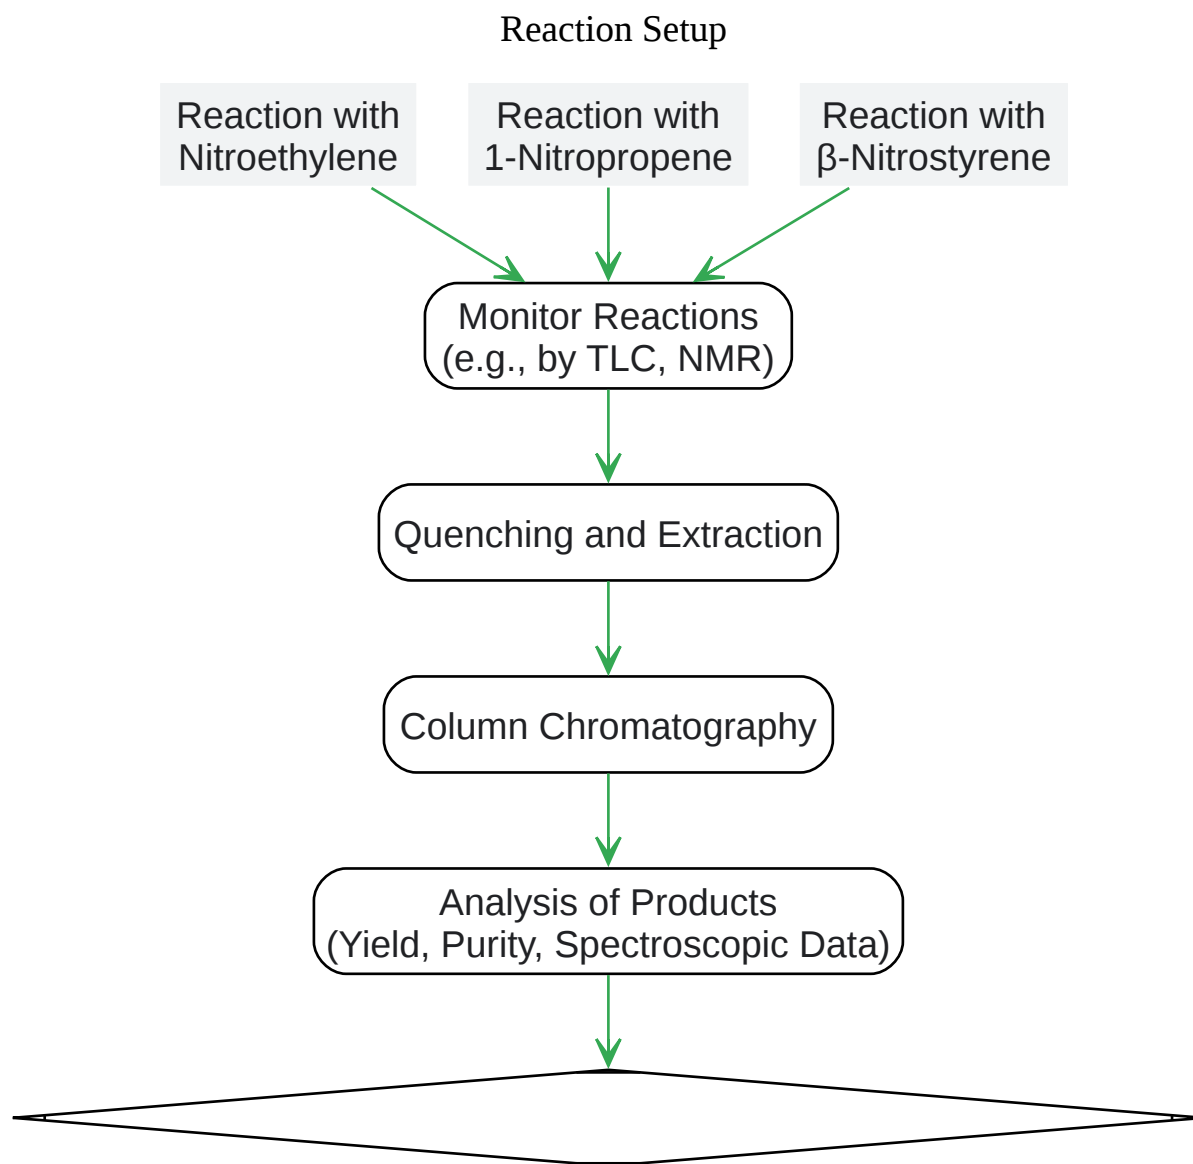 Reaction Setup
Reaction with
Nitroethylene
Reaction with
1-Nitropropene
Reaction with
β-Nitrostyrene
Monitor Reactions
(e.g., by TLC, NMR)
Quenching and Extraction
Column Chromatography
Analysis of Products
(Yield, Purity, Spectroscopic Data)